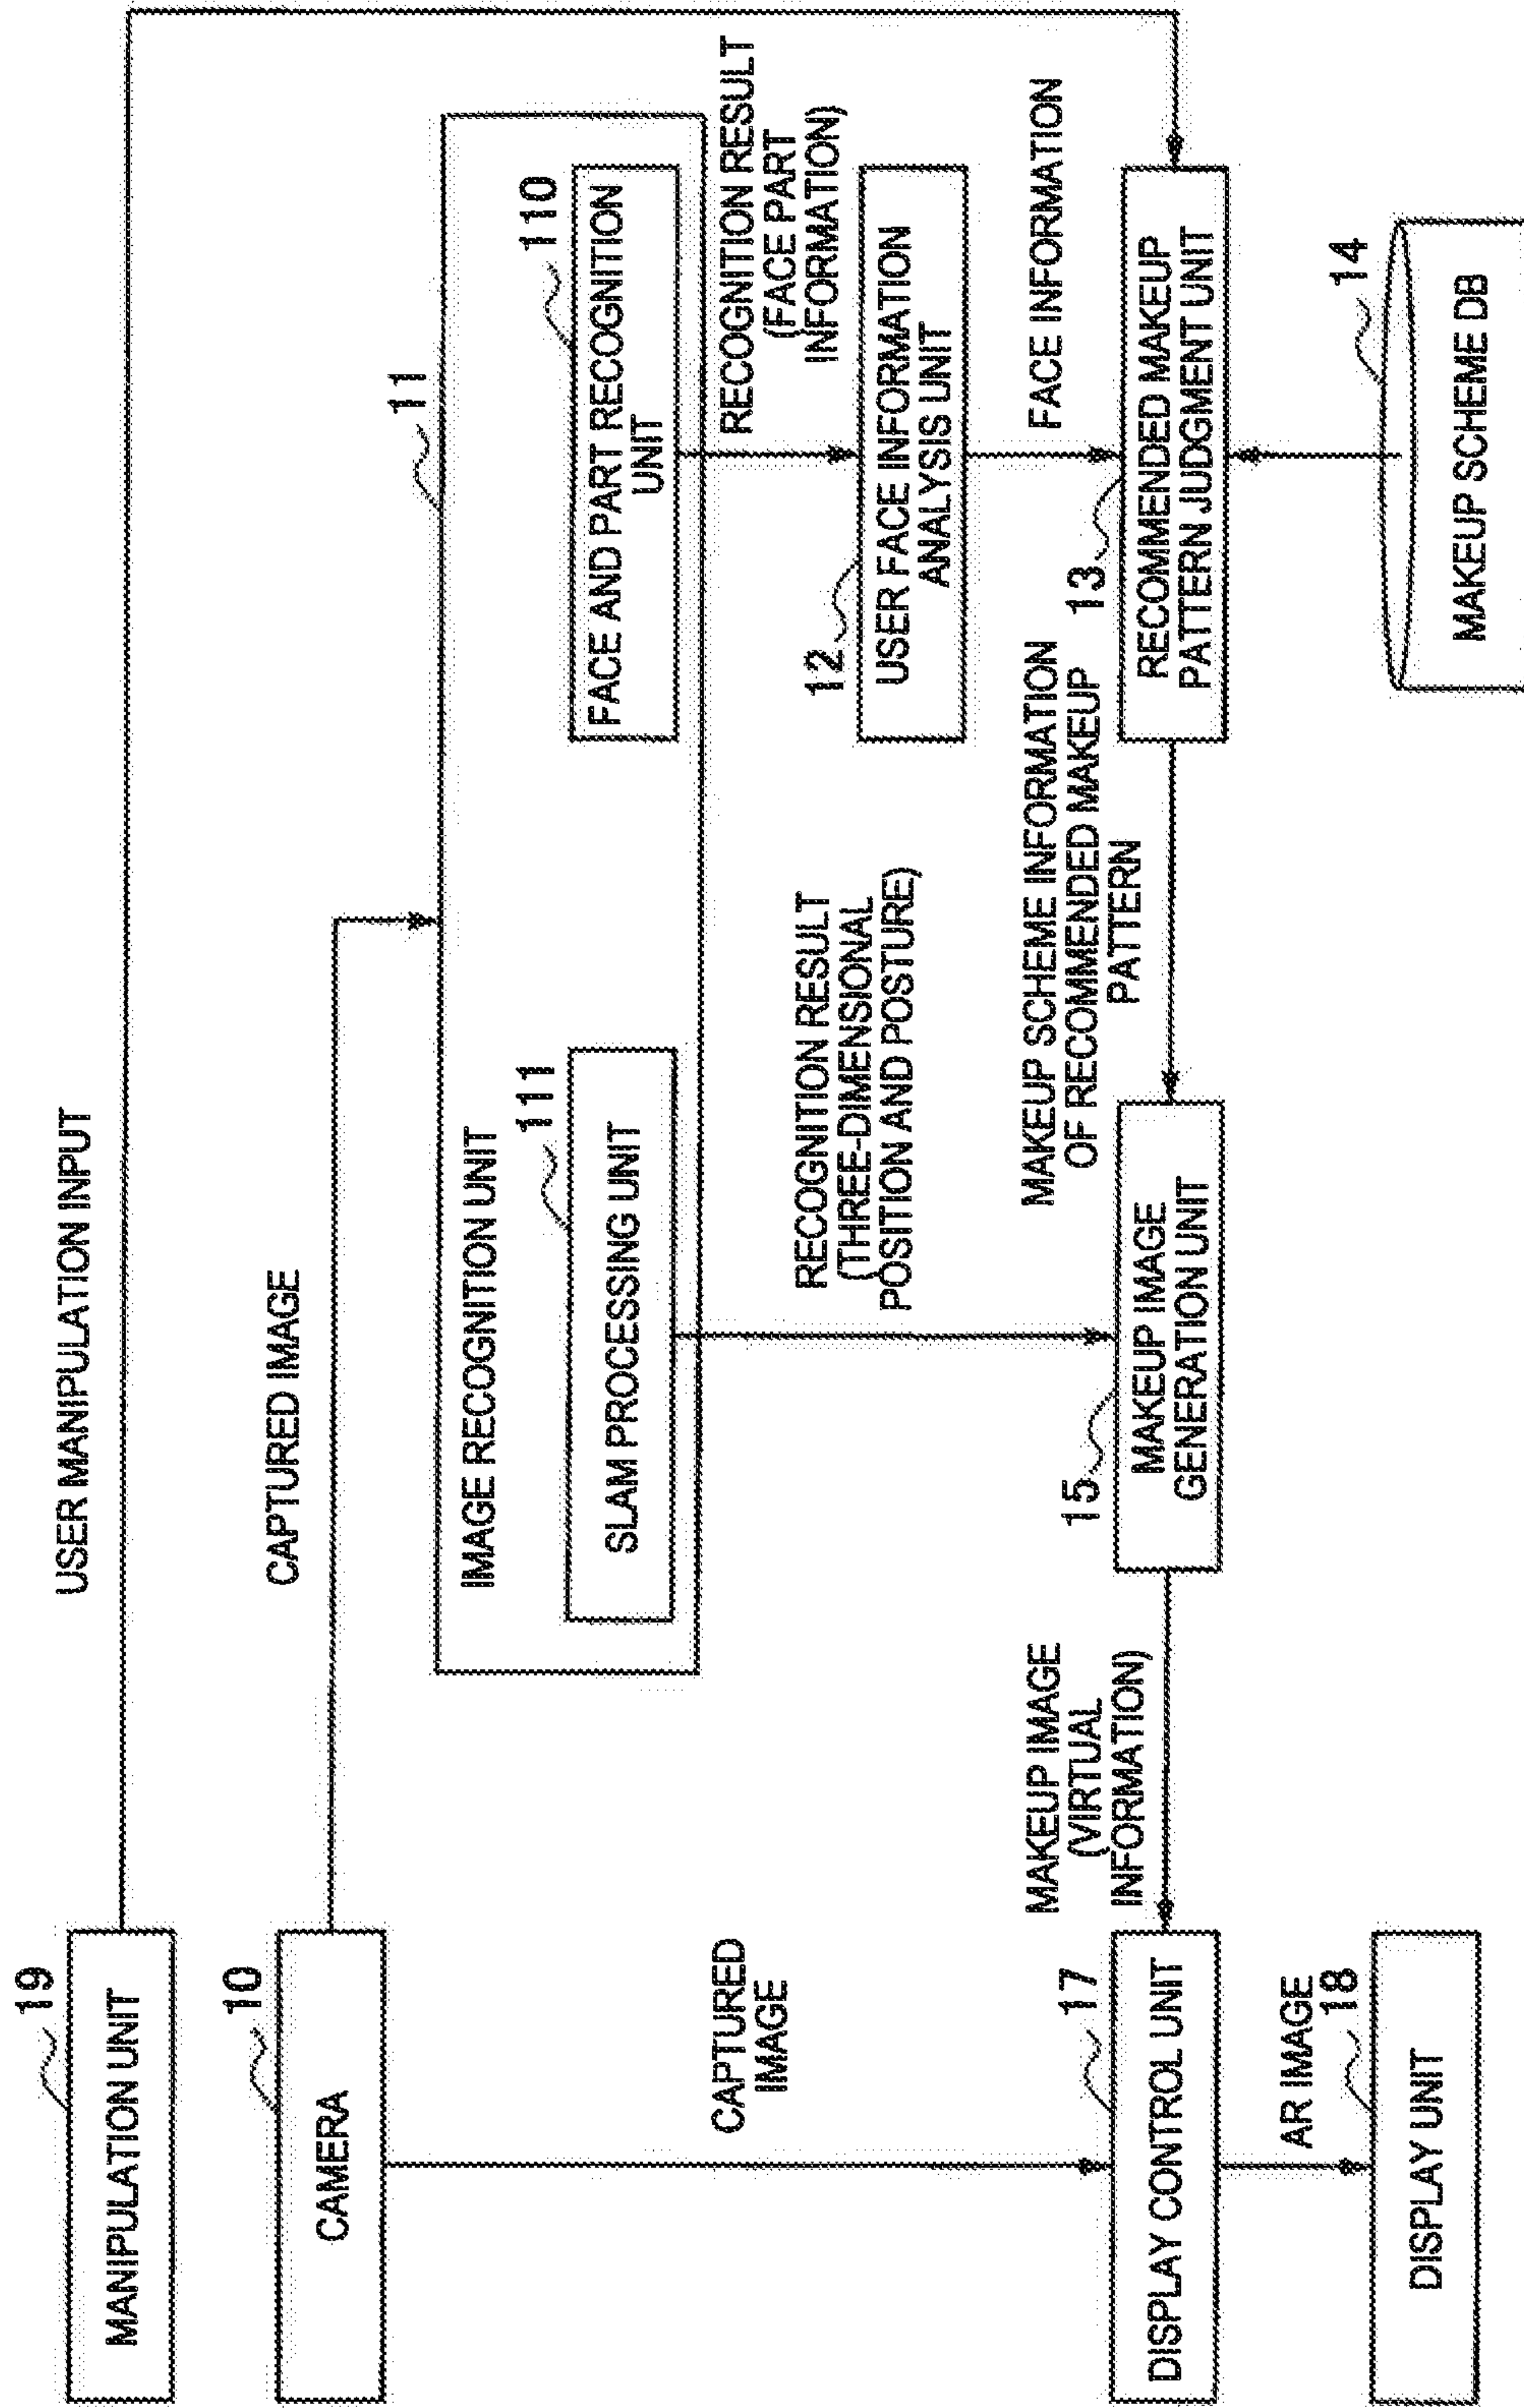 USER MANIPULATION INPUT
19
MANIPULATION UNIT
CAPTURED IMAGE
10
CAMERA
11
IMAGE RECOGNITION UNIT
111
SLAM PROCESSING UNIT
110
FACE AND PART RECOGNITION
UNIT
RECOGNITION RESULT
(FACE PART
INFORMATION)
CAPTURED
IMAGE
RECOGNITION RESULT
(THREE-DIMENSIONAL
POSITION AND POSTURE)
12
USER FACE INFORMATION
ANALYSIS UNIT
FACE INFORMATION
MAKEUP IMAGE
(VIRTUAL
INFORMATION)
MAKEUP SCHEME INFORMATION
OF RECOMMENDED MAKEUP
PATTERN
17
DISPLAY CONTROL UNIT
15
MAKEUP IMAGE
GENERATION UNIT
13
RECOMMENDED MAKEUP
PATTERN JUDGMENT UNIT
AR IMAGE
18
DISPLAY UNIT
14
MAKEUP SCHEME DB